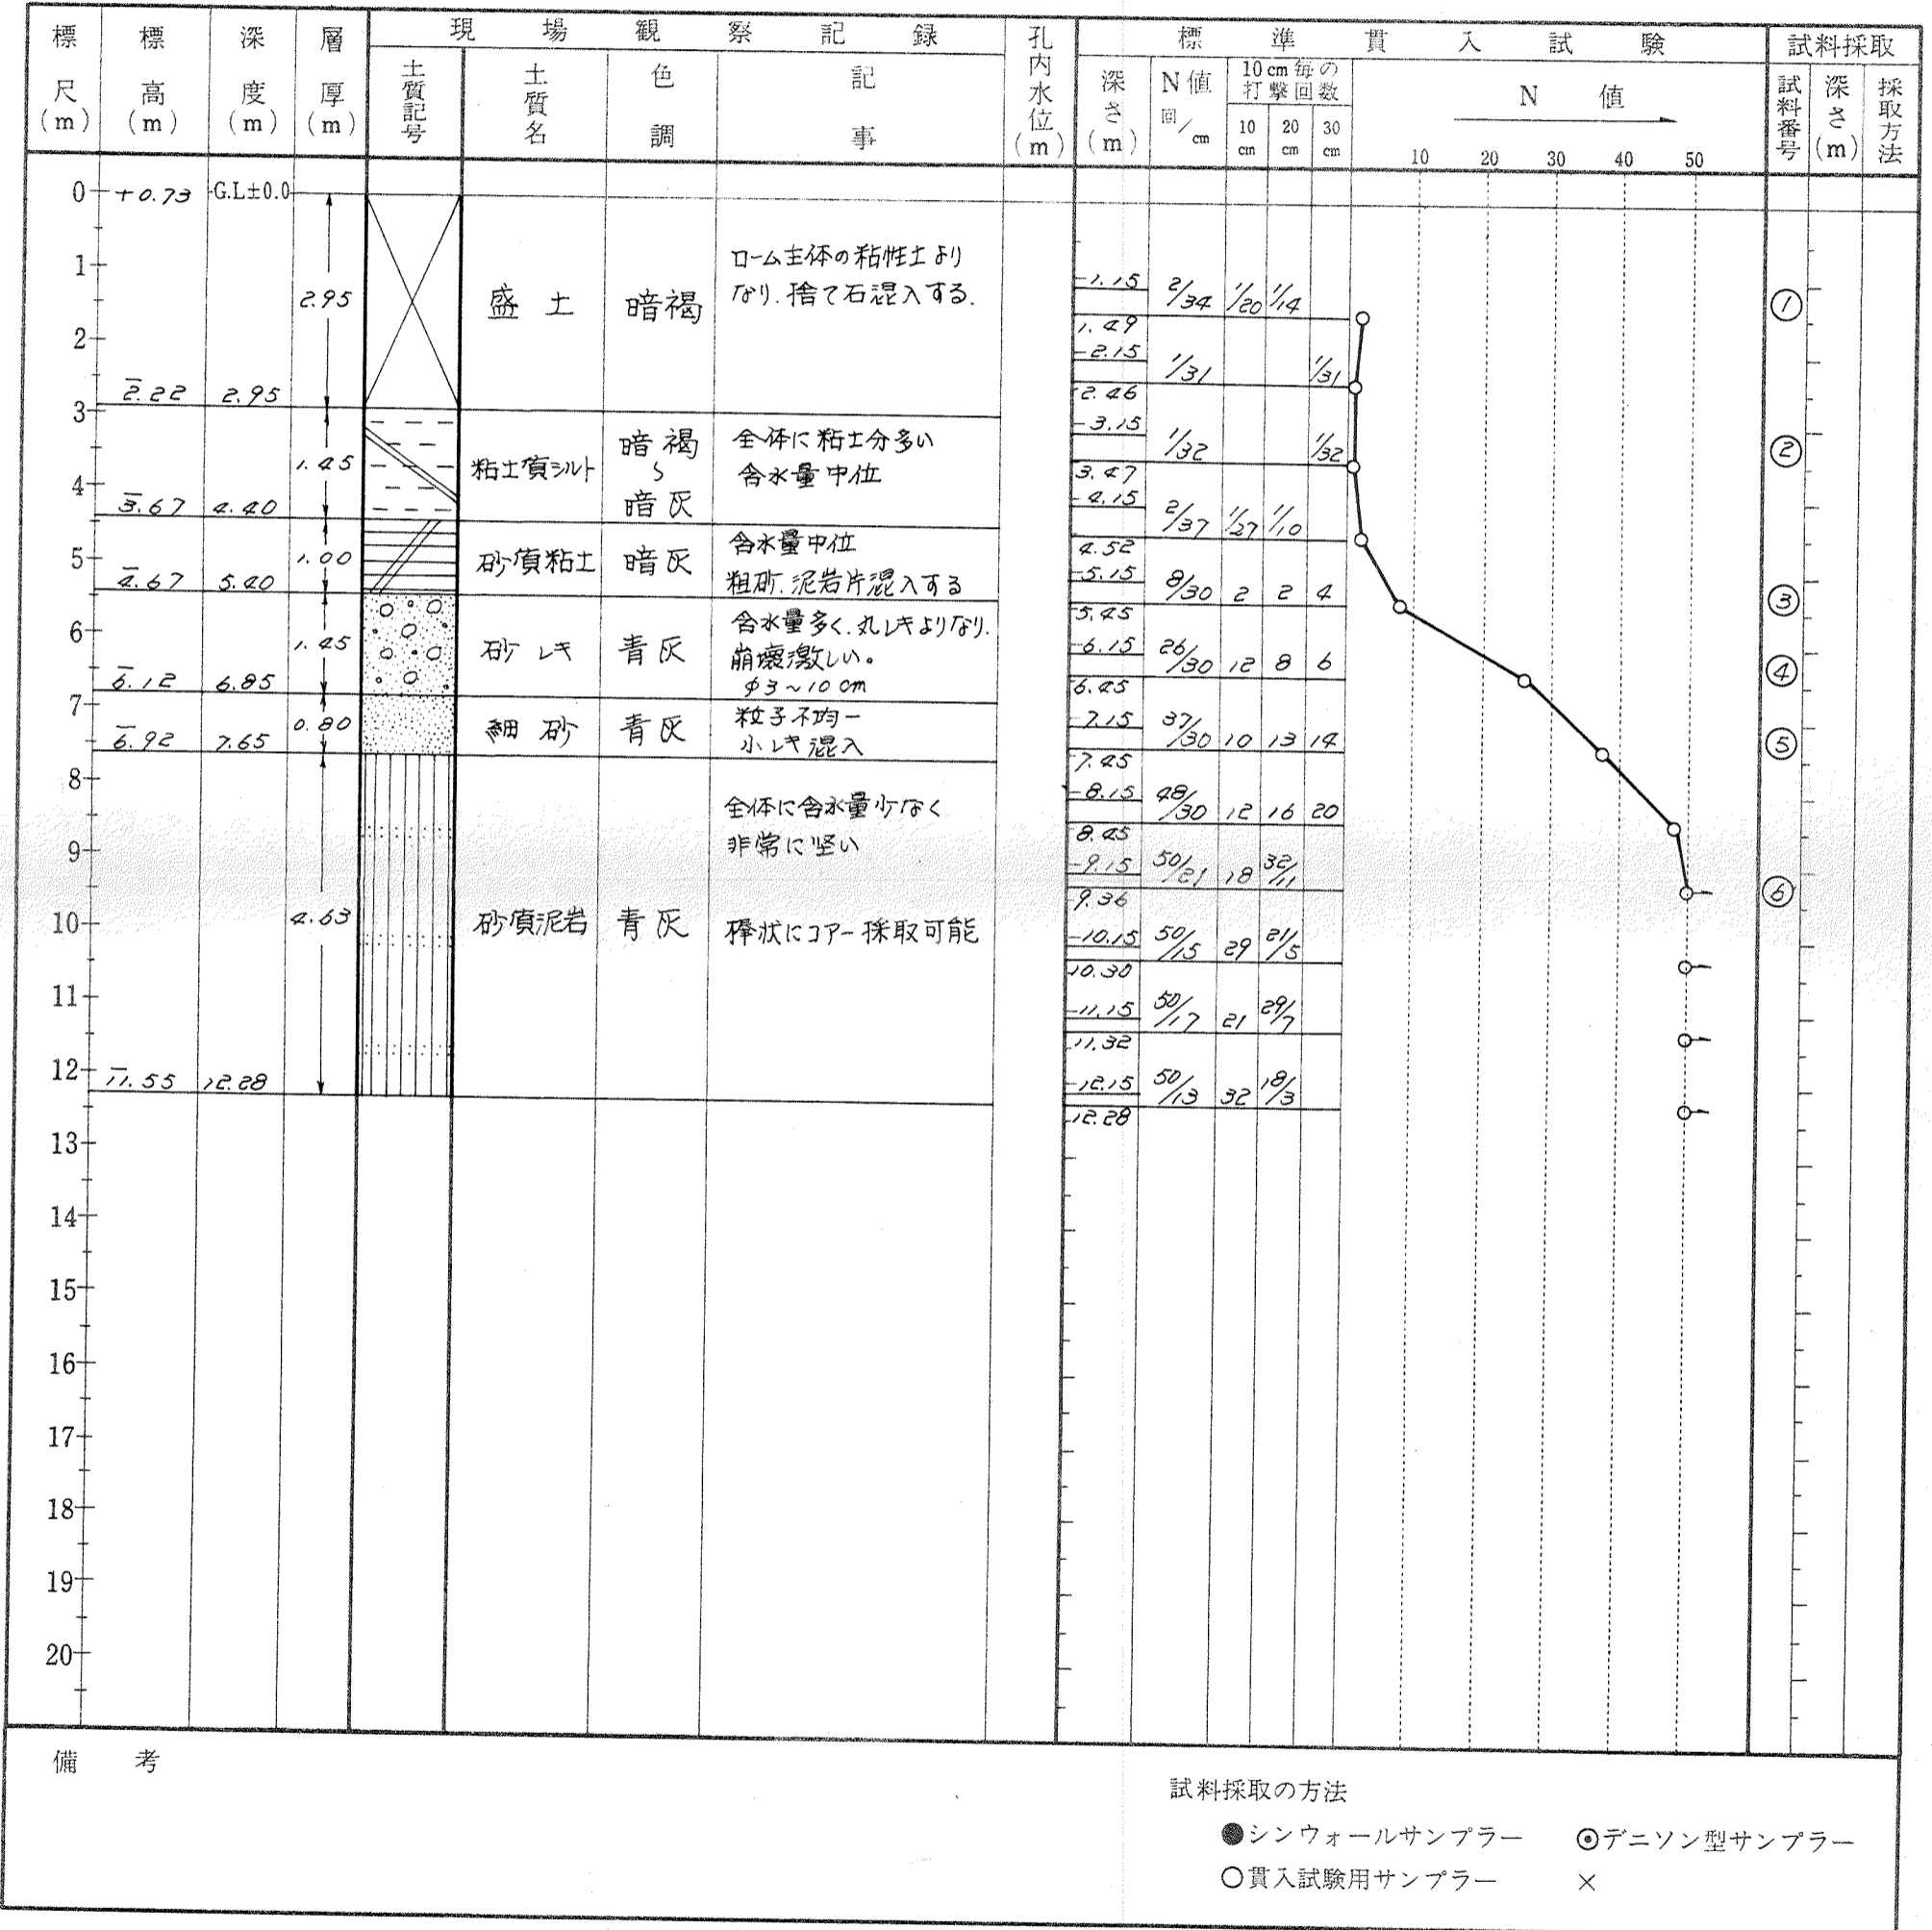 標尺(m) 標高(m) 深度(m) 層厚(m) 現場観察記録 孔内水位(m) 標準貫入試験 試料採取
土質記号 土質名 色調 記事 深さ(m) N値 回/cm 10cm毎の打撃回数 N値 試料番号 深さ(m) 採取方法
10cm 20cm 30cm 10 20 30 40 50
0 +0.73 G.L±0.0
1
2
3
4
5
6
7
8
9
10
11
12
13
14
15
16
17
18
19
20
-2.22 2.95 2.95 盛土 暗褐 ローム主体の粘性土より
なり.捨て石混入する.
-3.67 4.40 1.45 粘土質シルト 暗褐〜暗灰 全体に粘土分多い
含水量中位
-4.67 5.40 1.00 砂質粘土 暗灰 含水量中位
粗砂.泥岩片混入する
-6.12 6.85 1.45 砂レキ 青灰 含水量多く.丸レキよりなり.
崩壊激しい。
φ3~10cm
-6.92 7.65 0.80 細砂 青灰 粒子不均一
小レキ混入
-11.55 12.28 4.63 砂質泥岩 青灰 全体に含水量少なく
非常に堅い
棒状にコアー採取可能
1.15 2/34 1/20 1/14 ①
1.49
2.15 1/31 1/31
2.46
3.15 1/32 1/32 ②
3.47
4.15 2/37 1/27 1/10
4.52
5.15 8/30 2 2 4 ③
5.45
6.15 26/30 12 8 6 ④
6.45
7.15 37/30 10 13 14 ⑤
7.45
8.15 48/30 12 16 20
8.45
9.15 50/21 18 32/11 ⑥
9.36
10.15 50/15 29 21/5
10.30
11.15 50/17 21 29/7
11.32
12.15 50/13 32 18/3
12.28
備考
試料採取の方法
●シンウォールサンプラー ◉デニソン型サンプラー
○貫入試験用サンプラー ×